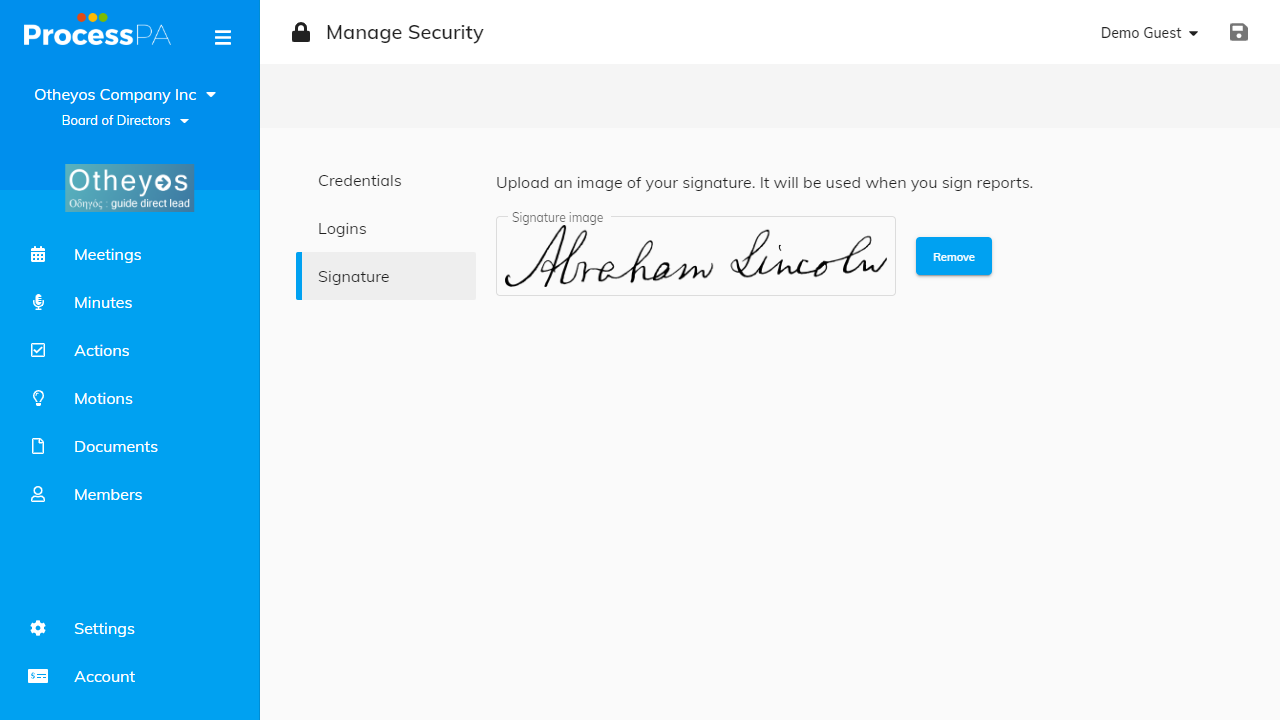 ProcessPA
Manage Security
Demo Guest
Otheyos Company Inc
Board of Directors
Otheyos
Οδηγός : guide direct lead
Meetings
Minutes
Actions
Motions
Documents
Members
Settings
Account
Credentials
Logins
Signature
Upload an image of your signature. It will be used when you sign reports.
Signature image
Abraham Lincoln
Remove